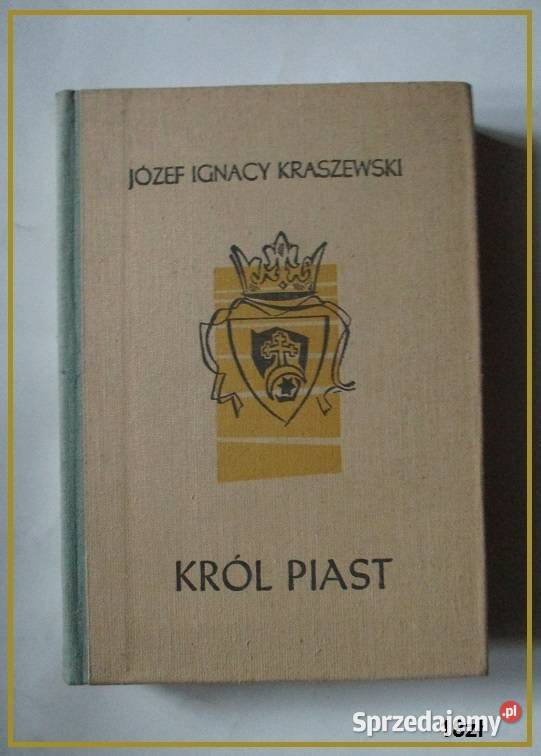 JÓZEF IGNACY KRASZEWSKI
KRÓL PIAST
Sprzedajemy.pl